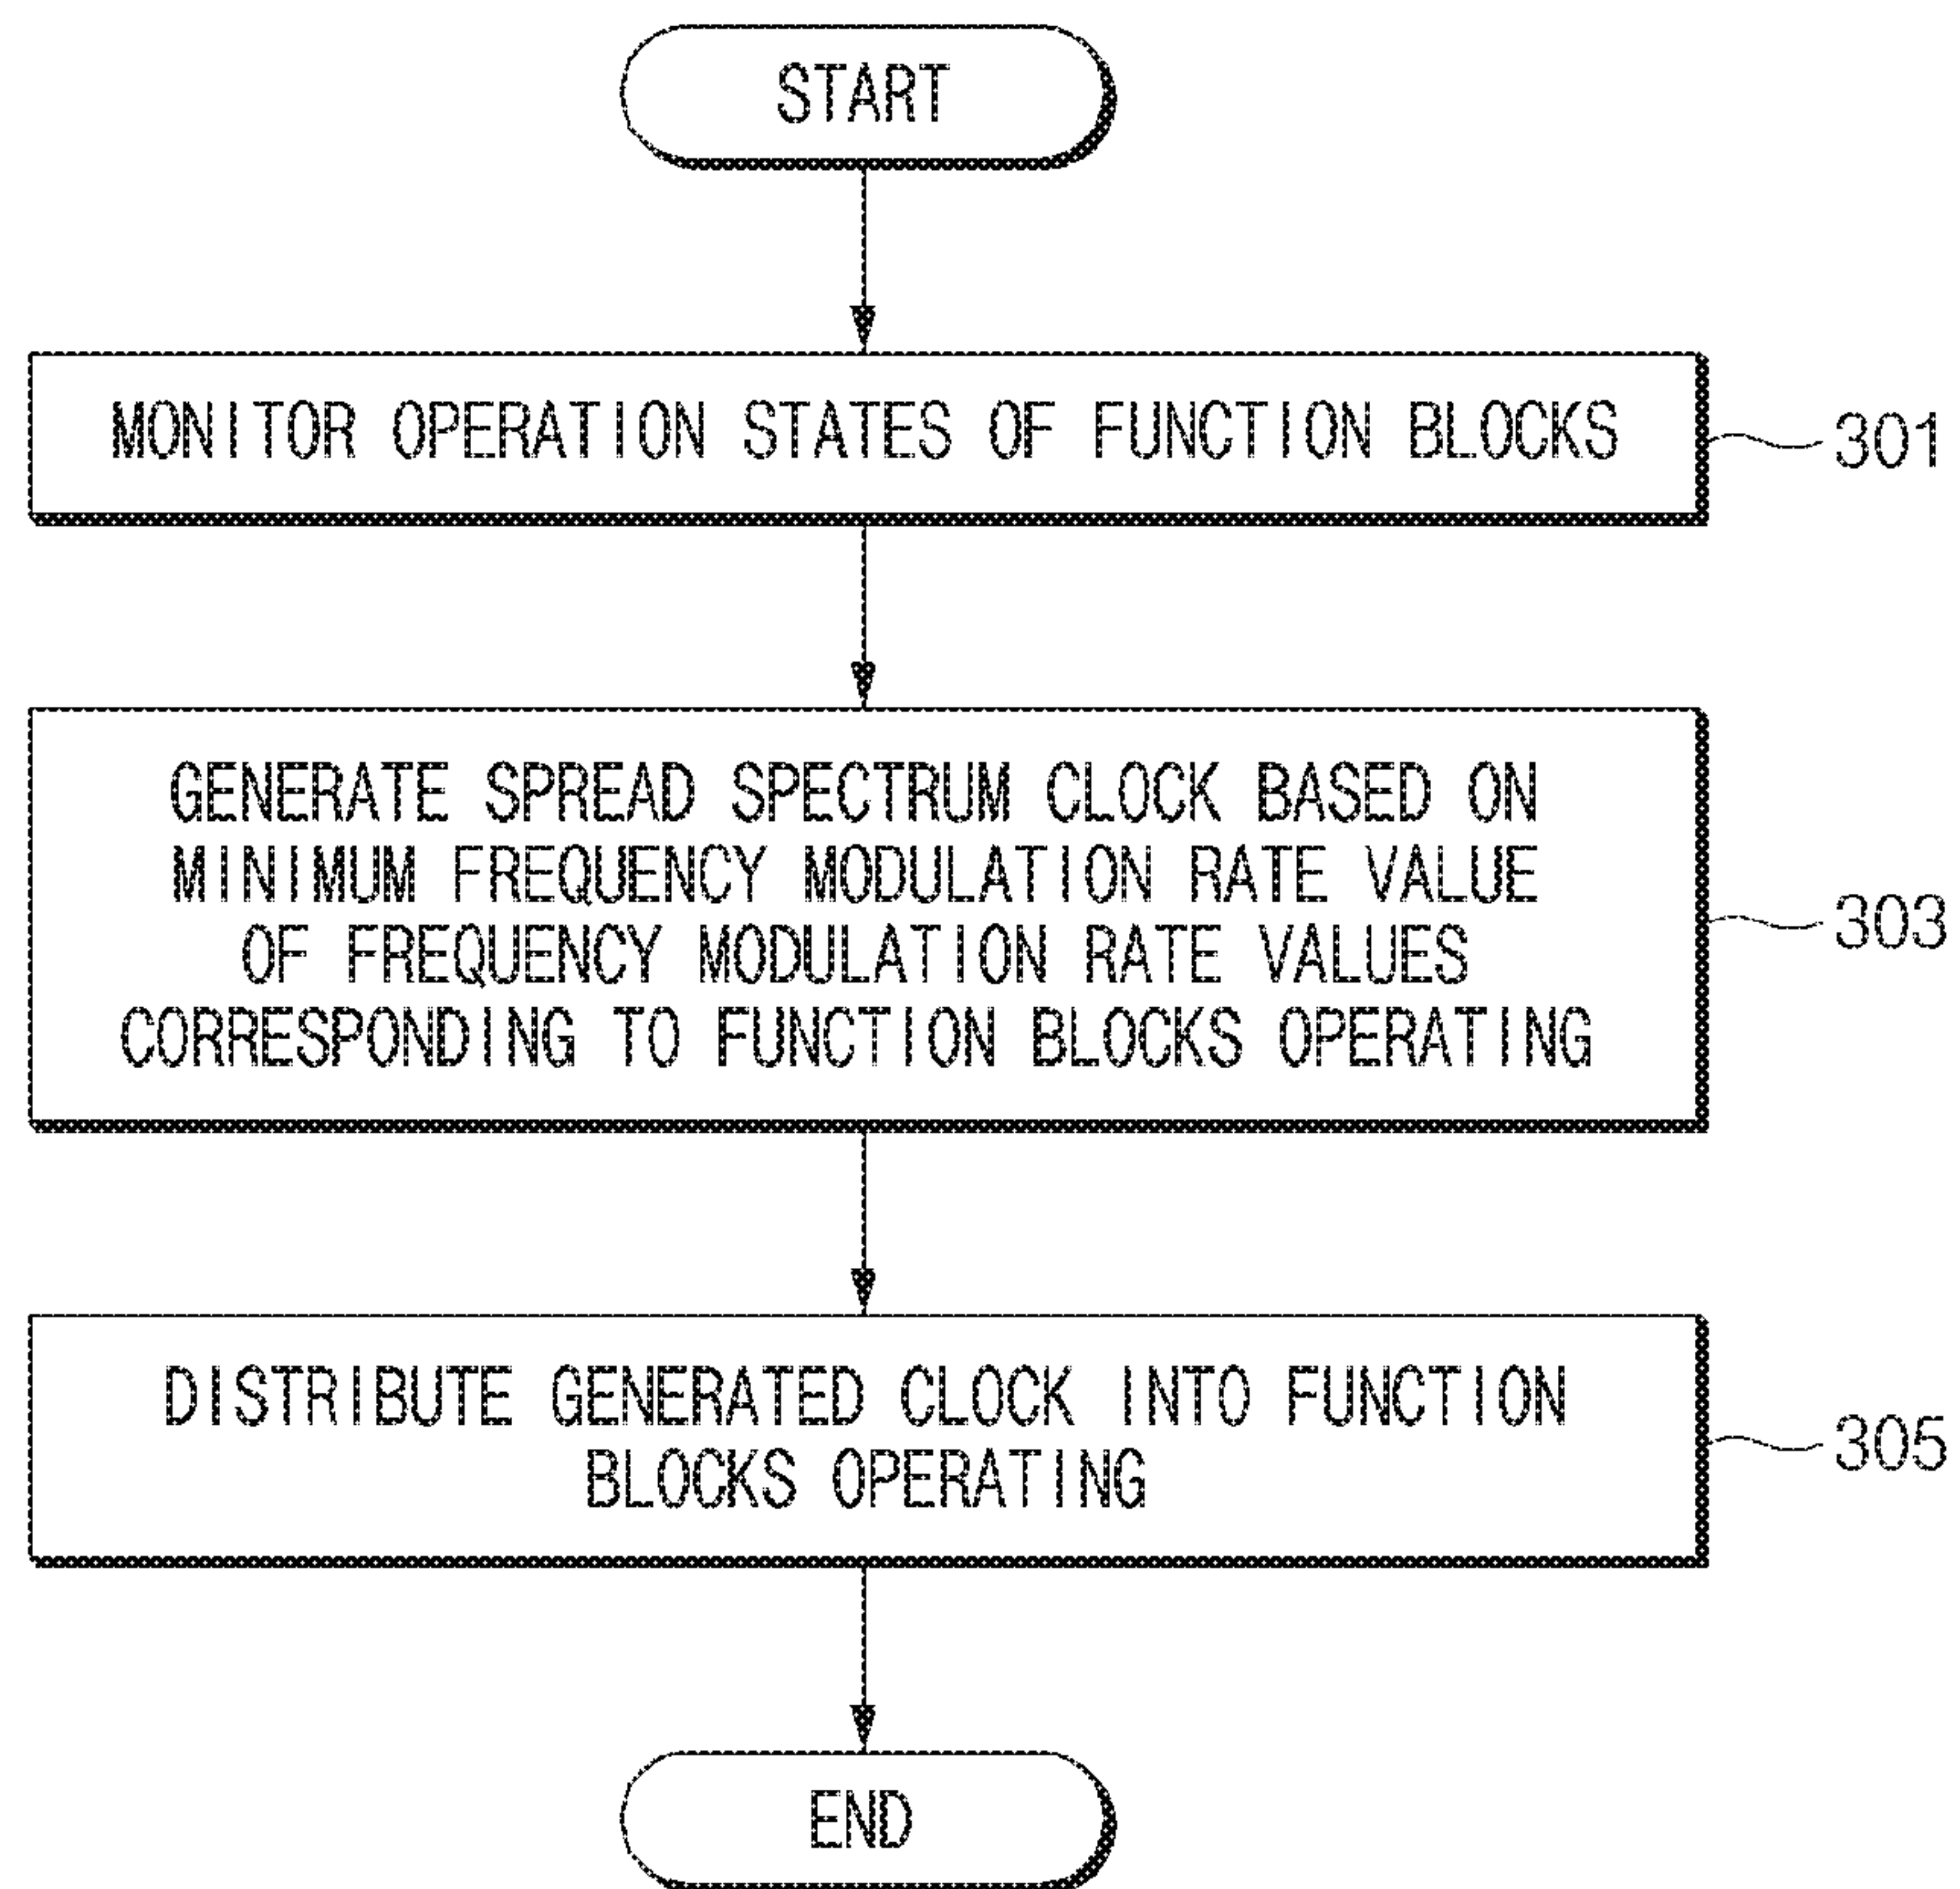 START
MONITOR OPERATION STATES OF FUNCTION BLOCKS
301
GENERATE SPREAD SPECTRUM CLOCK BASED ON
MINIMUM FREQUENCY MODULATION RATE VALUE
OF FREQUENCY MODULATION RATE VALUES
CORRESPONDING TO FUNCTION BLOCKS OPERATING
303
DISTRIBUTE GENERATED CLOCK INTO FUNCTION
BLOCKS OPERATING
305
END